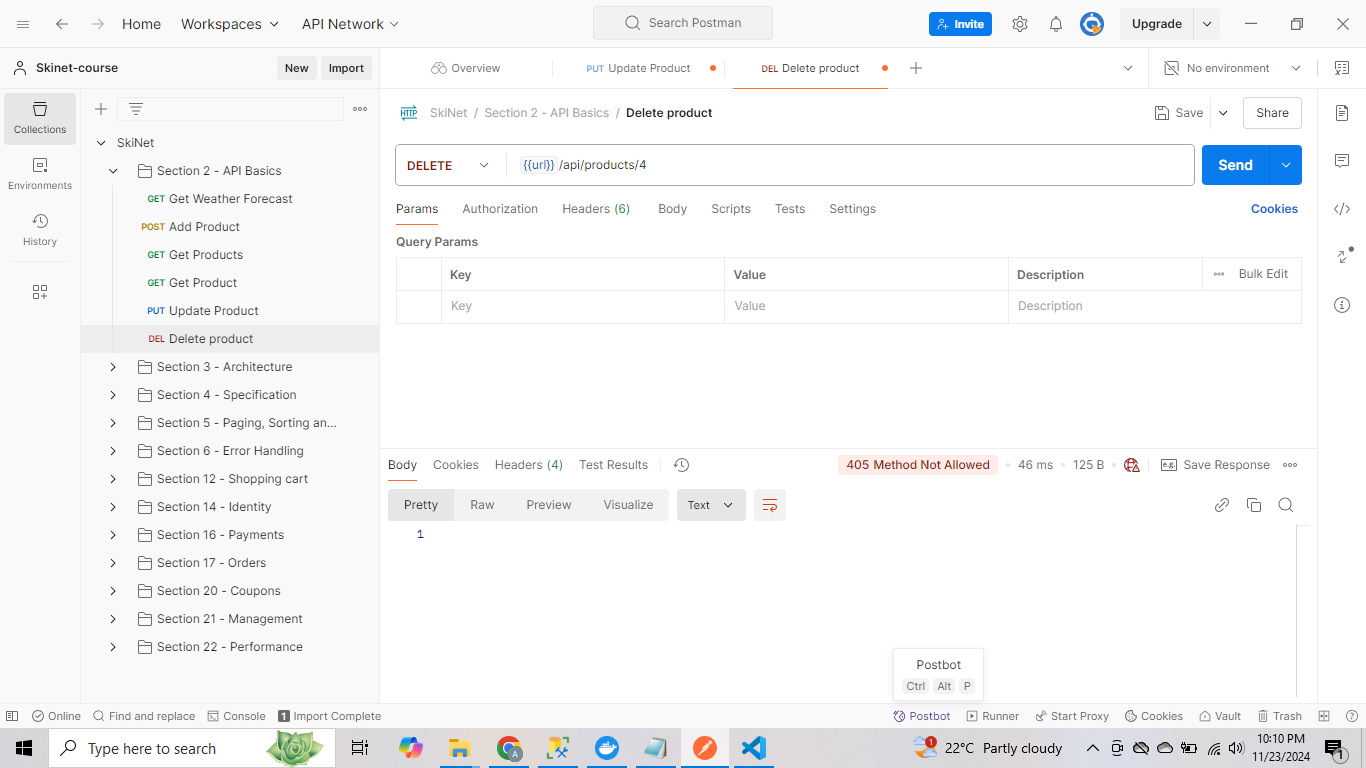 Home
Workspaces
API Network
Search Postman
Invite
Upgrade
Skinet-course
New
Import
Overview
PUT Update Product
DEL Delete product
No environment
Collections
Environments
History
SkiNet
Section 2 - API Basics
GET Get Weather Forecast
POST Add Product
GET Get Products
GET Get Product
PUT Update Product
DEL Delete product
Section 3 - Architecture
Section 4 - Specification
Section 5 - Paging, Sorting an...
Section 6 - Error Handling
Section 12 - Shopping cart
Section 14 - Identity
Section 16 - Payments
Section 17 - Orders
Section 20 - Coupons
Section 21 - Management
Section 22 - Performance
HTTP SkiNet / Section 2 - API Basics / Delete product
Save
Share
DELETE
{{url}} /api/products/4
Send
Params Authorization Headers (6) Body Scripts Tests Settings
Cookies
Query Params
Key Value Description Bulk Edit
Key Value Description
Body Cookies Headers (4) Test Results
405 Method Not Allowed 46 ms 125 B
e.g. Save Response
Pretty Raw Preview Visualize Text
1
Postbot
Ctrl Alt P
Online Find and replace Console 1 Import Complete
Postbot Runner Start Proxy Cookies Vault Trash
Type here to search
A
1
22°C Partly cloudy
10:10 PM
11/23/2024
1